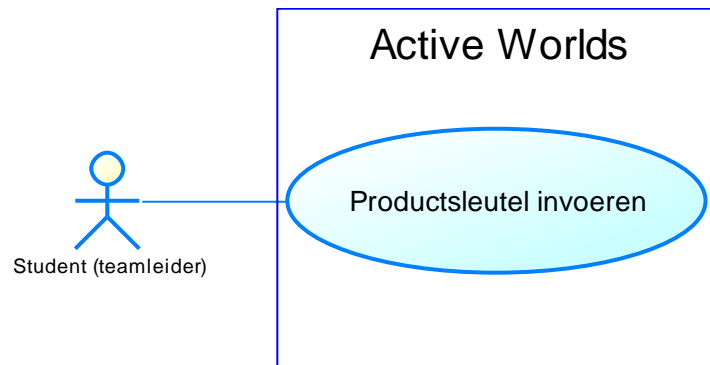 Active Worlds
Productsleutel invoeren
Student (teamleider)